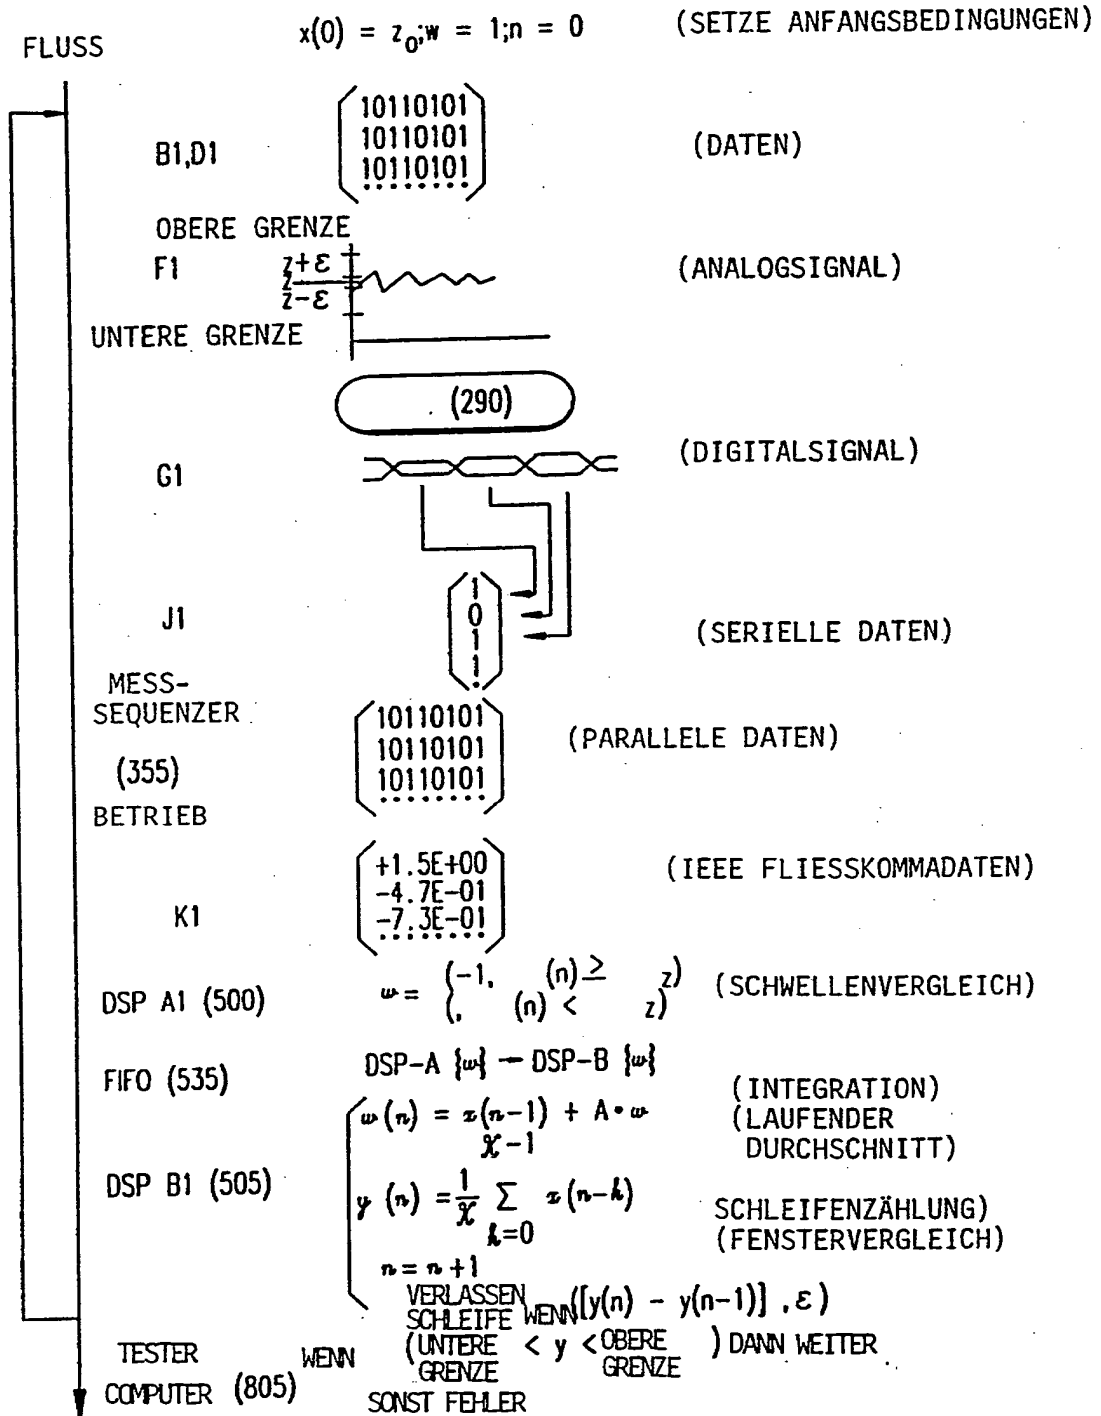 x(0) = z₀;w = 1;n = 0 (SETZE ANFANGSBEDINGUNGEN)
FLUSS
B1,D1
10110101
10110101
10110101
........
(DATEN)
OBERE GRENZE
F1
z+ε
z
z−ε
(ANALOGSIGNAL)
UNTERE GRENZE
(290)
G1
(DIGITALSIGNAL)
J1
1
0
1
1
.
(SERIELLE DATEN)
MESS-
SEQUENZER
(355)
BETRIEB
10110101
10110101
10110101
........
(PARALLELE DATEN)
K1
+1.5E+00
-4.7E-01
-7.3E-01
........
(IEEE FLIESSKOMMADATEN)
DSP A1 (500)
w = {-1, (n) ≥ z)
(, (n) < z)
(SCHWELLENVERGLEICH)
FIFO (535)
DSP-A {w} → DSP-B {w}
DSP B1 (505)
w(n) = x(n-1) + A•w
(INTEGRATION)
(LAUFENDER
DURCHSCHNITT)
K-1
y (n) = 1/K Σ x(n-k)
k=0
SCHLEIFENZÄHLUNG)
(FENSTERVERGLEICH)
n = n+1
VERLASSEN
SCHLEIFE WENN([y(n) - y(n-1)] ,ε)
TESTER
COMPUTER (805)
WENN (UNTERE GRENZE < y < OBERE GRENZE ) DANN WEITER
SONST FEHLER